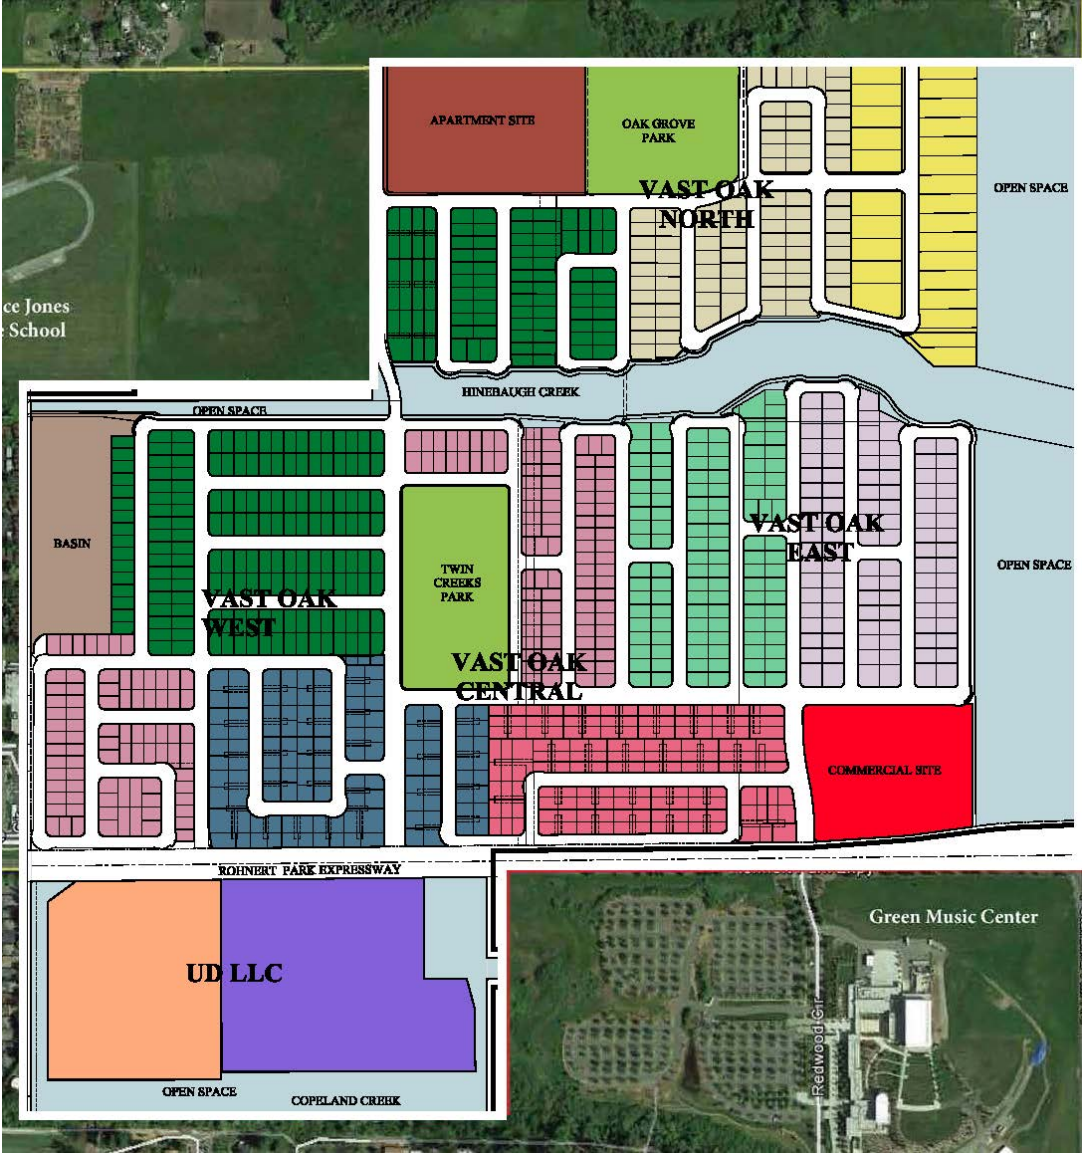 APARTMENT SITE
OAK GROVE
PARK
VAST OAK
NORTH
OPEN SPACE
ce Jones
School
HINEBAUGH CREEK
OPEN SPACE
BASIN
VAST OAK
EAST
TWIN
CREEKS
PARK
OPEN SPACE
VAST OAK
WEST
VAST OAK
CENTRAL
COMMERCIAL SITE
ROHNERT PARK EXPRESSWAY
Green Music Center
UD LLC
Redwood Cir
OPEN SPACE
COPELAND CREEK